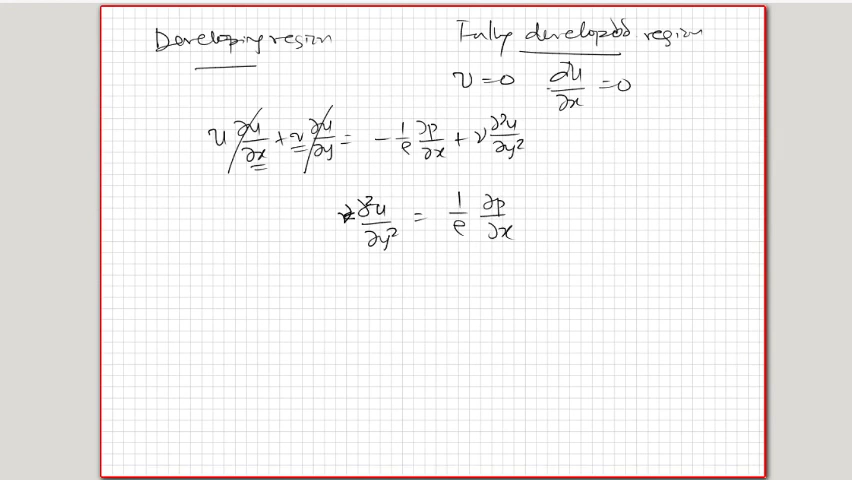 Developing region
Fully developed region
v = 0 ∂u/∂x = 0
u ∂u/∂x + v ∂u/∂y = - 1/ρ ∂p/∂x + ν ∂²u/∂y²
ν ∂²u/∂y² = 1/ρ ∂p/∂x